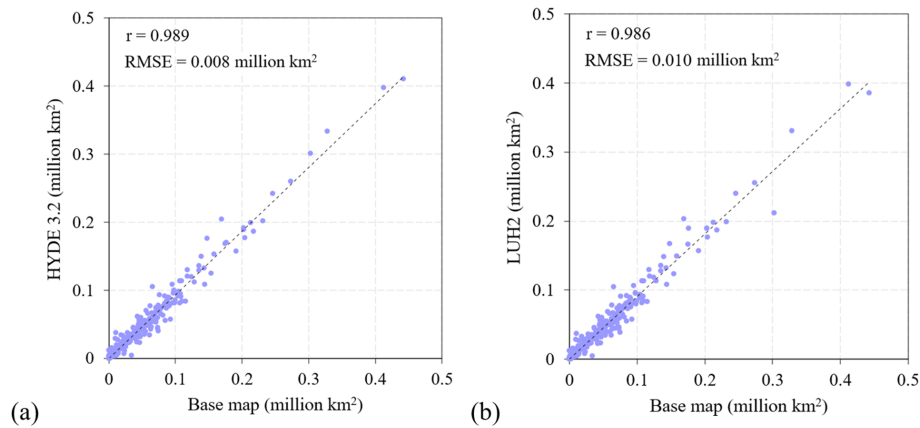 r = 0.989
RMSE = 0.008 million km²
HYDE 3.2 (million km²)
0.5
0.4
0.3
0.2
0.1
0
0 0.1 0.2 0.3 0.4 0.5
Base map (million km²)
(a)
r = 0.986
RMSE = 0.010 million km²
LUH2 (million km²)
0.5
0.4
0.3
0.2
0.1
0
0 0.1 0.2 0.3 0.4 0.5
Base map (million km²)
(b)